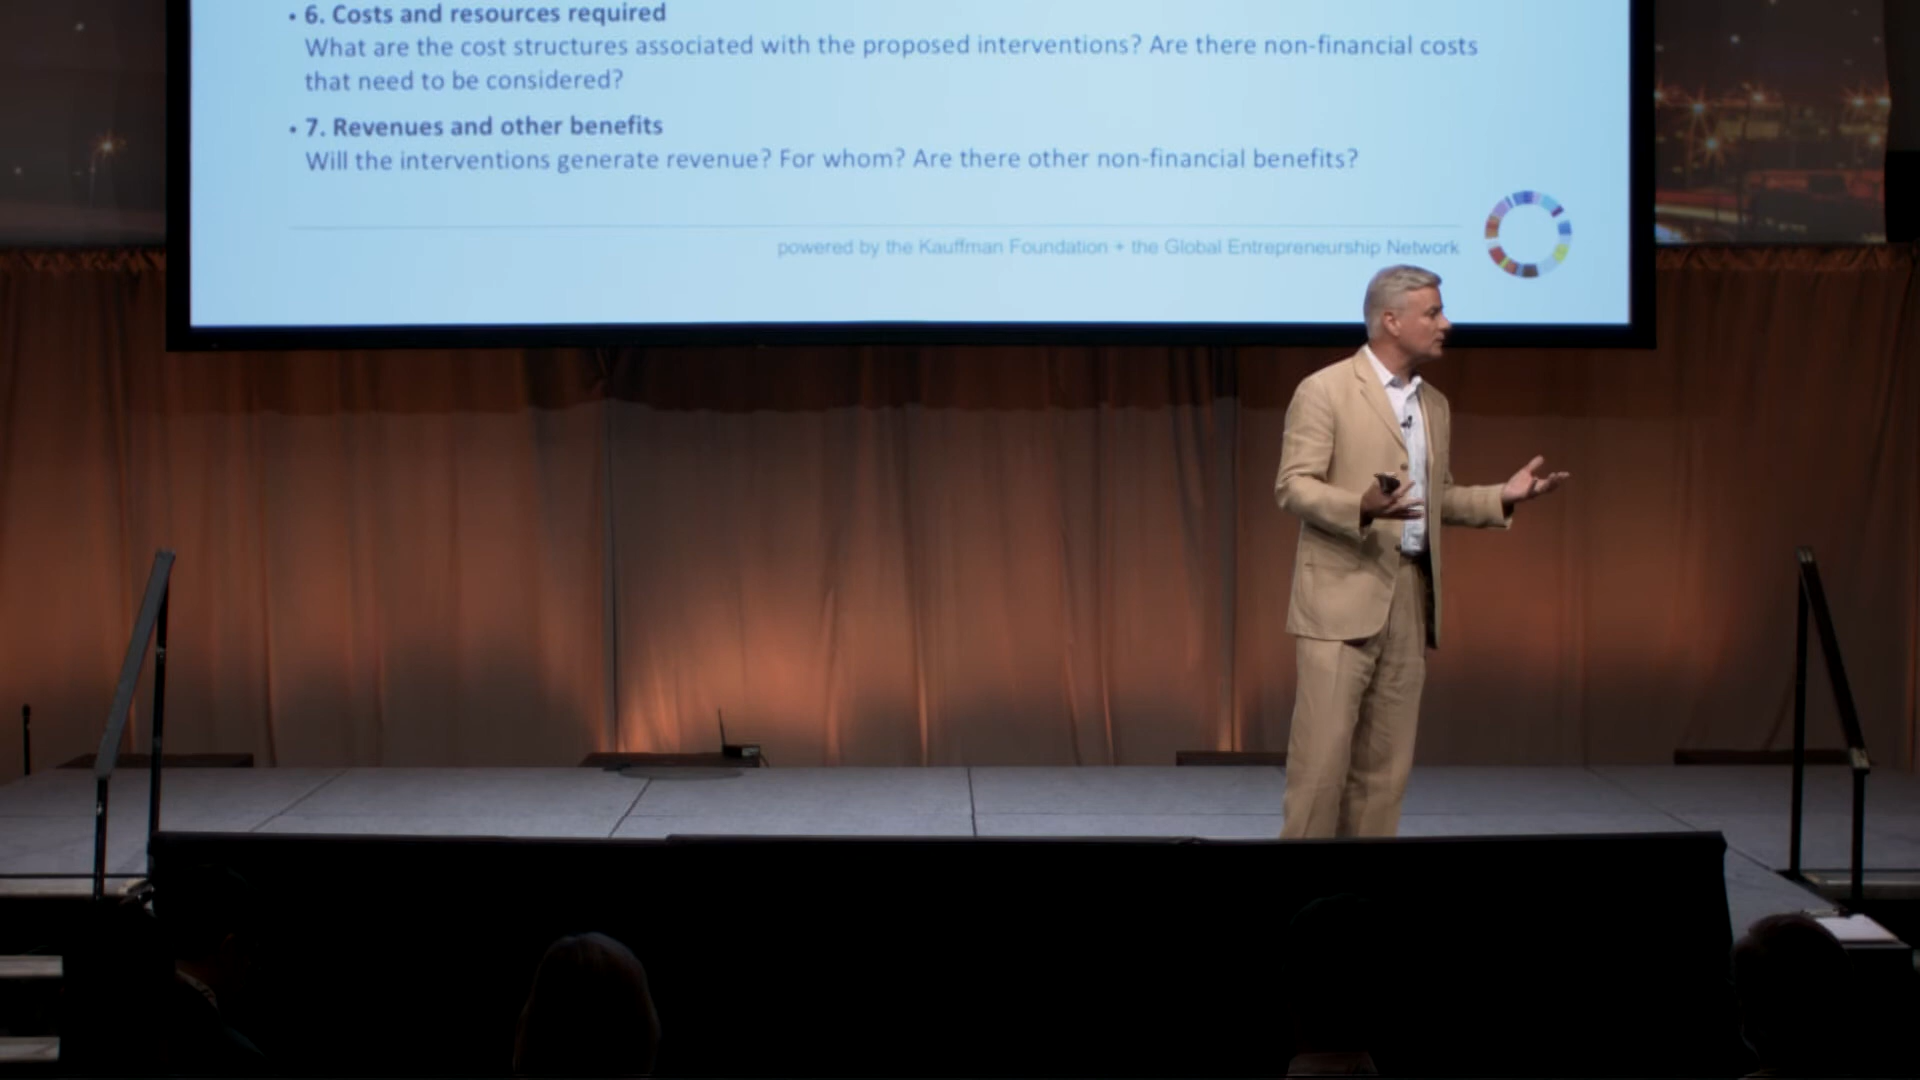 • 6. Costs and resources required
What are the cost structures associated with the proposed interventions? Are there non-financial costs
that need to be considered?
• 7. Revenues and other benefits
Will the interventions generate revenue? For whom? Are there other non-financial benefits?
powered by the Kauffman Foundation + the Global Entrepreneurship Network